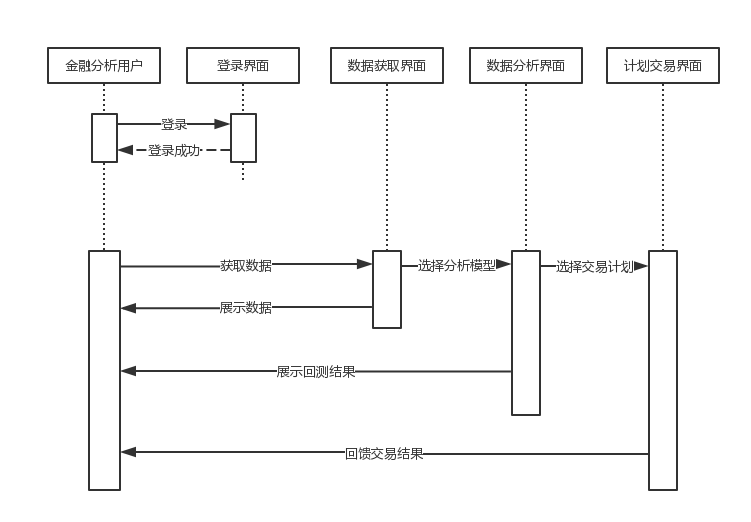 金融分析用户
登录界面
数据获取界面
数据分析界面
计划交易界面
登录
登录成功
获取数据
选择分析模型
选择交易计划
展示数据
展示回测结果
回馈交易结果